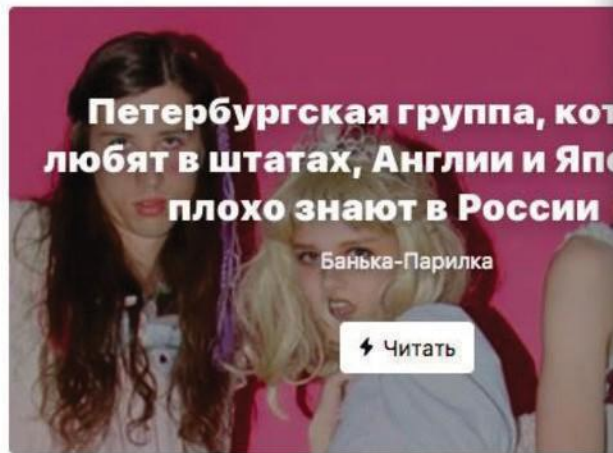 Петербургская группа, кот
любят в штатах, Англии и Япо
плохо знают в России
Банька-Парилка
Читать